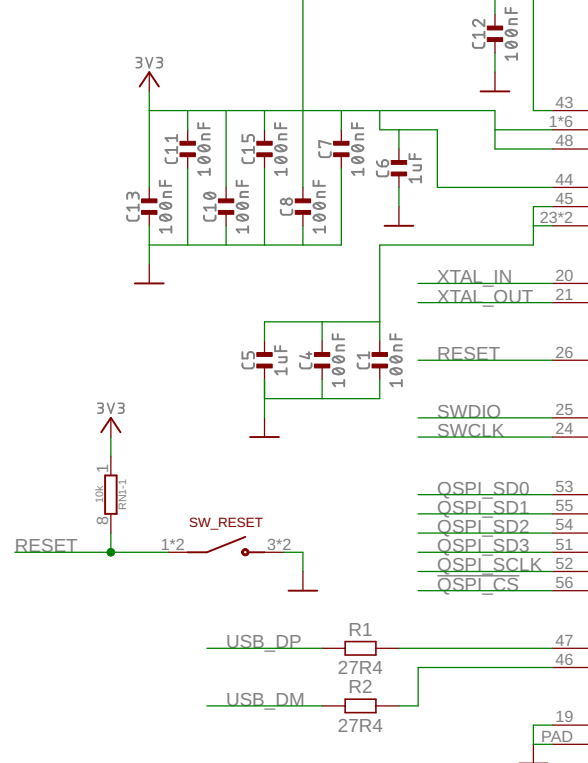 C12
100nF
3V3
43
1*6
48
C11
100nF
C15
100nF
C7
100nF
C6
1uF
C13
100nF
C10
100nF
C8
100nF
44
45
23*2
XTAL_IN 20
XTAL_OUT 21
C5
1uF
C4
100nF
C1
100nF
RESET 26
3V3
SWDIO 25
SWCLK 24
1
10k
RN1-1
8
QSPI_SD0 53
QSPI_SD1 55
QSPI_SD2 54
QSPI_SD3 51
QSPI_SCLK 52
QSPI_CS 56
SW_RESET
RESET 1*2 3*2
R1
USB_DP 47
27R4
46
R2
USB_DM
27R4
19
PAD